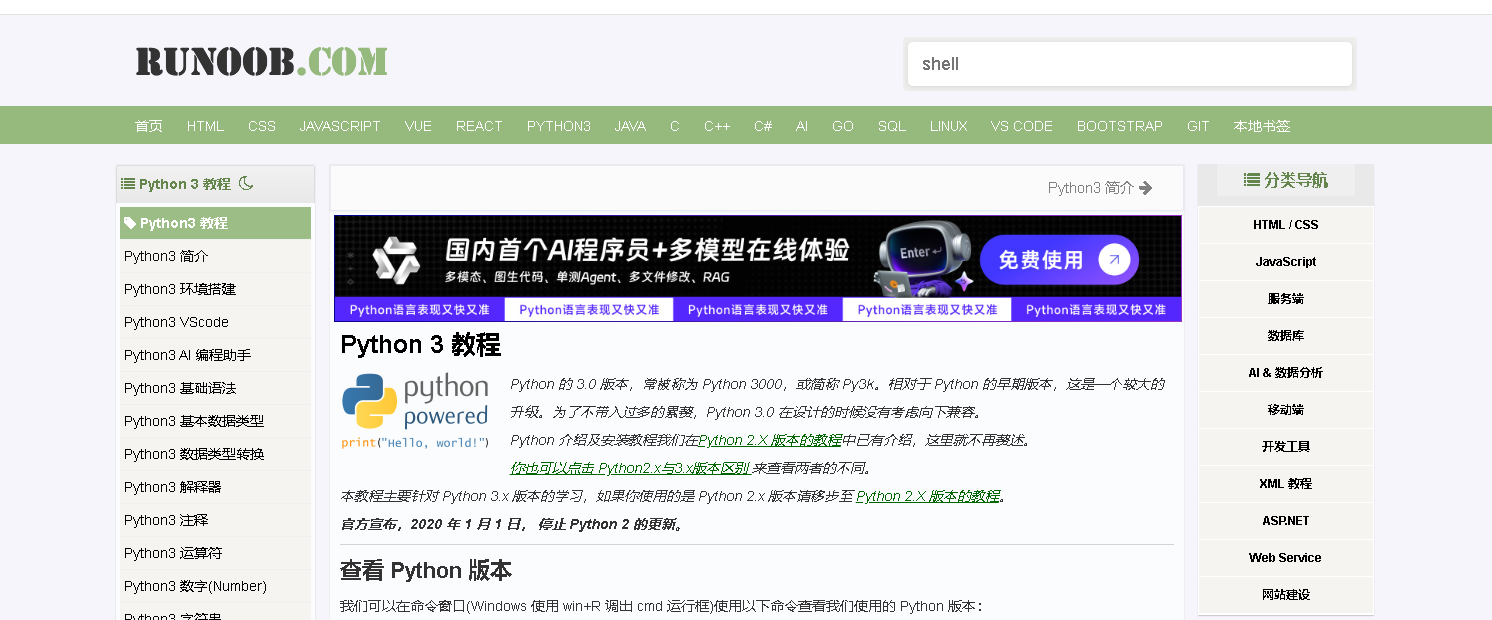 RUNOOB.COM
shell
首页 HTML CSS JAVASCRIPT VUE REACT PYTHON3 JAVA C C++ C# AI GO SQL LINUX VS CODE BOOTSTRAP GIT 本地书签
Python 3 教程
Python3 教程
Python3 简介
Python3 环境搭建
Python3 VScode
Python3 AI 编程助手
Python3 基础语法
Python3 基本数据类型
Python3 数据类型转换
Python3 解释器
Python3 注释
Python3 运算符
Python3 数字(Number)
Python3 字符串
Python3 简介
国内首个AI程序员+多模型在线体验
多模态、图生代码、单测Agent、多文件修改、RAG
Enter
免费使用
Python语言表现又快又准 Python语言表现又快又准 Python语言表现又快又准 Python语言表现又快又准 Python语言表现又快又准
Python 3 教程
python
powered
print("Hello, world!")
Python 的 3.0 版本，常被称为 Python 3000，或简称 Py3k。相对于 Python 的早期版本，这是一个较大的
升级。为了不带入过多的累赘，Python 3.0 在设计的时候没有考虑向下兼容。
Python 介绍及安装教程我们在Python 2.X 版本的教程中已有介绍，这里就不再赘述。
你也可以点击 Python2.x与3.x版本区别 来查看两者的不同。
本教程主要针对 Python 3.x 版本的学习，如果你使用的是 Python 2.x 版本请移步至 Python 2.X 版本的教程。
官方宣布，2020 年 1 月 1 日， 停止 Python 2 的更新。
查看 Python 版本
我们可以在命令窗口(Windows 使用 win+R 调出 cmd 运行框)使用以下命令查看我们使用的 Python 版本：
分类导航
HTML / CSS
JavaScript
服务端
数据库
AI & 数据分析
移动端
开发工具
XML 教程
ASP.NET
Web Service
网站建设